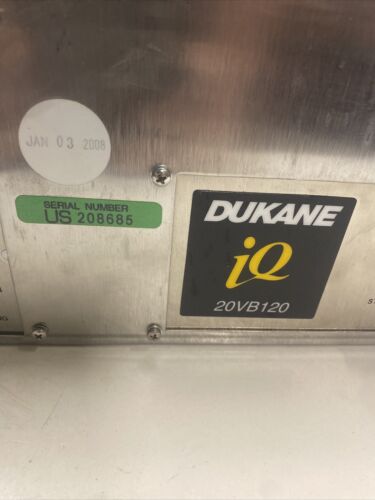 JAN 03 2008
SERIAL NUMBER
US 208685
DUKANE
iQ
20VB120